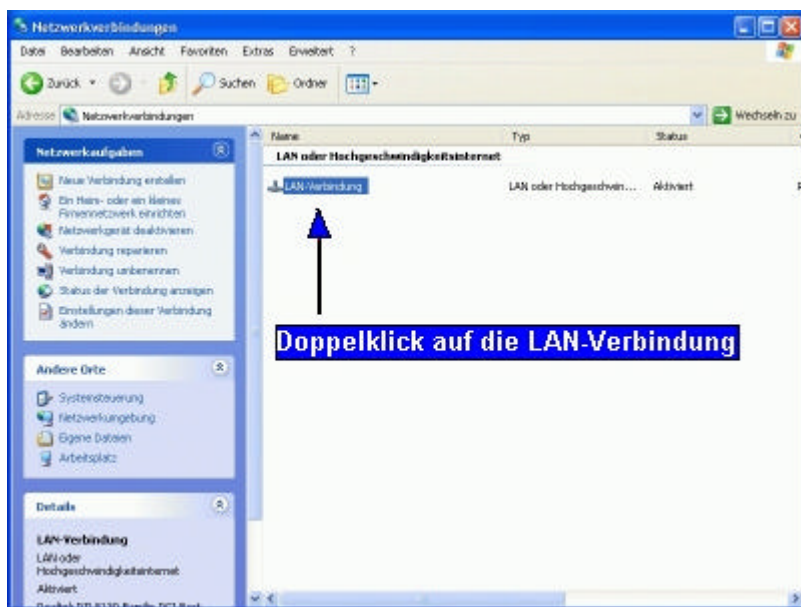 Netzwerkverbindungen
Datei Bearbeiten Ansicht Favoriten Extras Erweitert ?
Zurück Suchen Ordner
Adresse Netzwerkverbindungen Wechseln zu
Name Typ Status
Netzwerkaufgaben
Neue Verbindung erstellen
Ein Heim- oder ein kleines
Firmennetzwerk einrichten
Netzwerkgerät deaktivieren
Verbindung reparieren
Verbindung umbenennen
Status der Verbindung anzeigen
Einstellungen dieser Verbindung
ändern
Andere Orte
Systemsteuerung
Netzwerkumgebung
Eigene Dateien
Arbeitsplatz
Details
LAN-Verbindung
LAN oder
Hochgeschwindigkeitsinternet
Aktiviert
LAN oder Hochgeschwindigkeitsinternet
LAN-Verbindung LAN oder Hochgeschwin... Aktiviert
Doppelklick auf die LAN-Verbindung